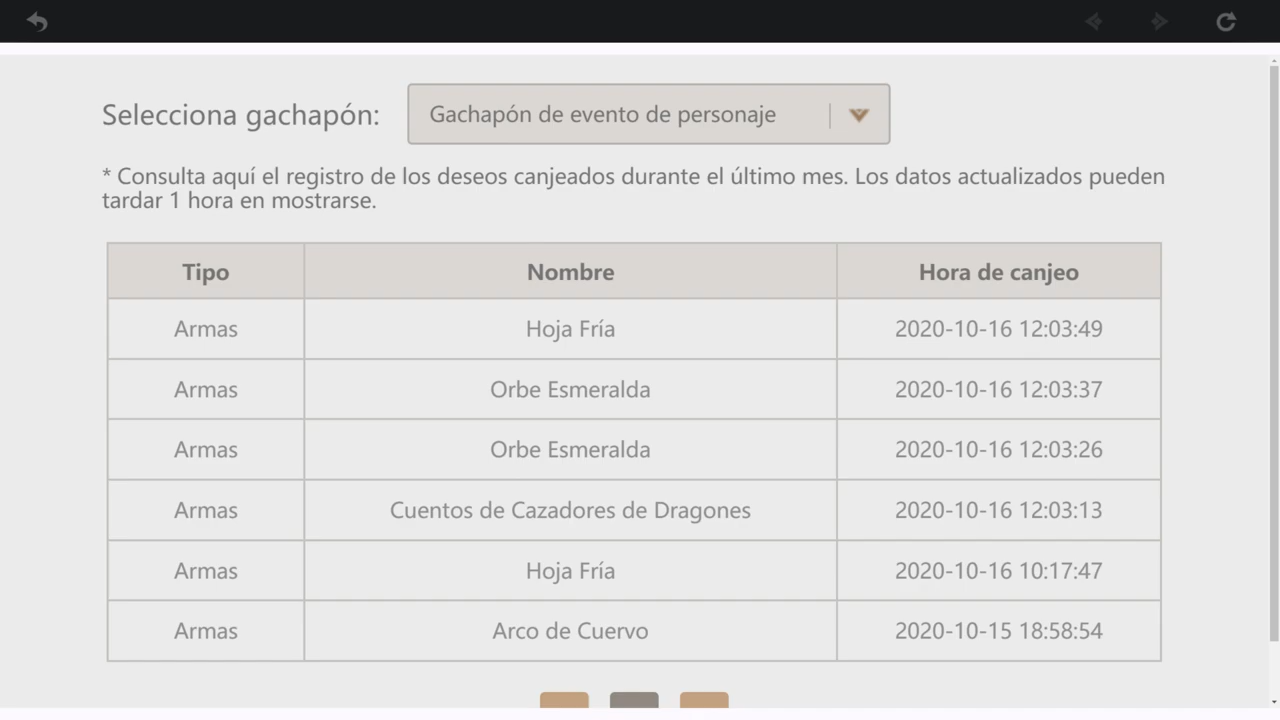 Selecciona gachapón: Gachapón de evento de personaje
* Consulta aquí el registro de los deseos canjeados durante el último mes. Los datos actualizados pueden
tardar 1 hora en mostrarse.
Tipo Nombre Hora de canjeo
Armas Hoja Fría 2020-10-16 12:03:49
Armas Orbe Esmeralda 2020-10-16 12:03:37
Armas Orbe Esmeralda 2020-10-16 12:03:26
Armas Cuentos de Cazadores de Dragones 2020-10-16 12:03:13
Armas Hoja Fría 2020-10-16 10:17:47
Armas Arco de Cuervo 2020-10-15 18:58:54